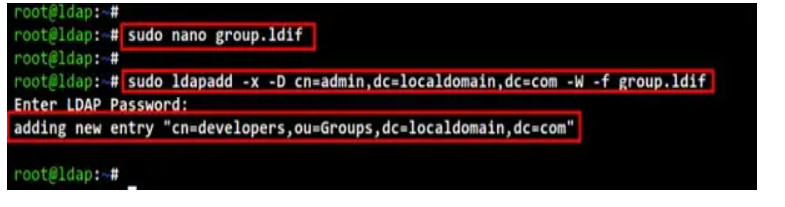 root@ldap:~#
root@ldap:~# sudo nano group.ldif
root@ldap:~#
root@ldap:~# sudo ldapadd -x -D cn=admin,dc=localdomain,dc=com -W -f group.ldif
Enter LDAP Password:
adding new entry "cn=developers,ou=Groups,dc=localdomain,dc=com"
root@ldap:~#